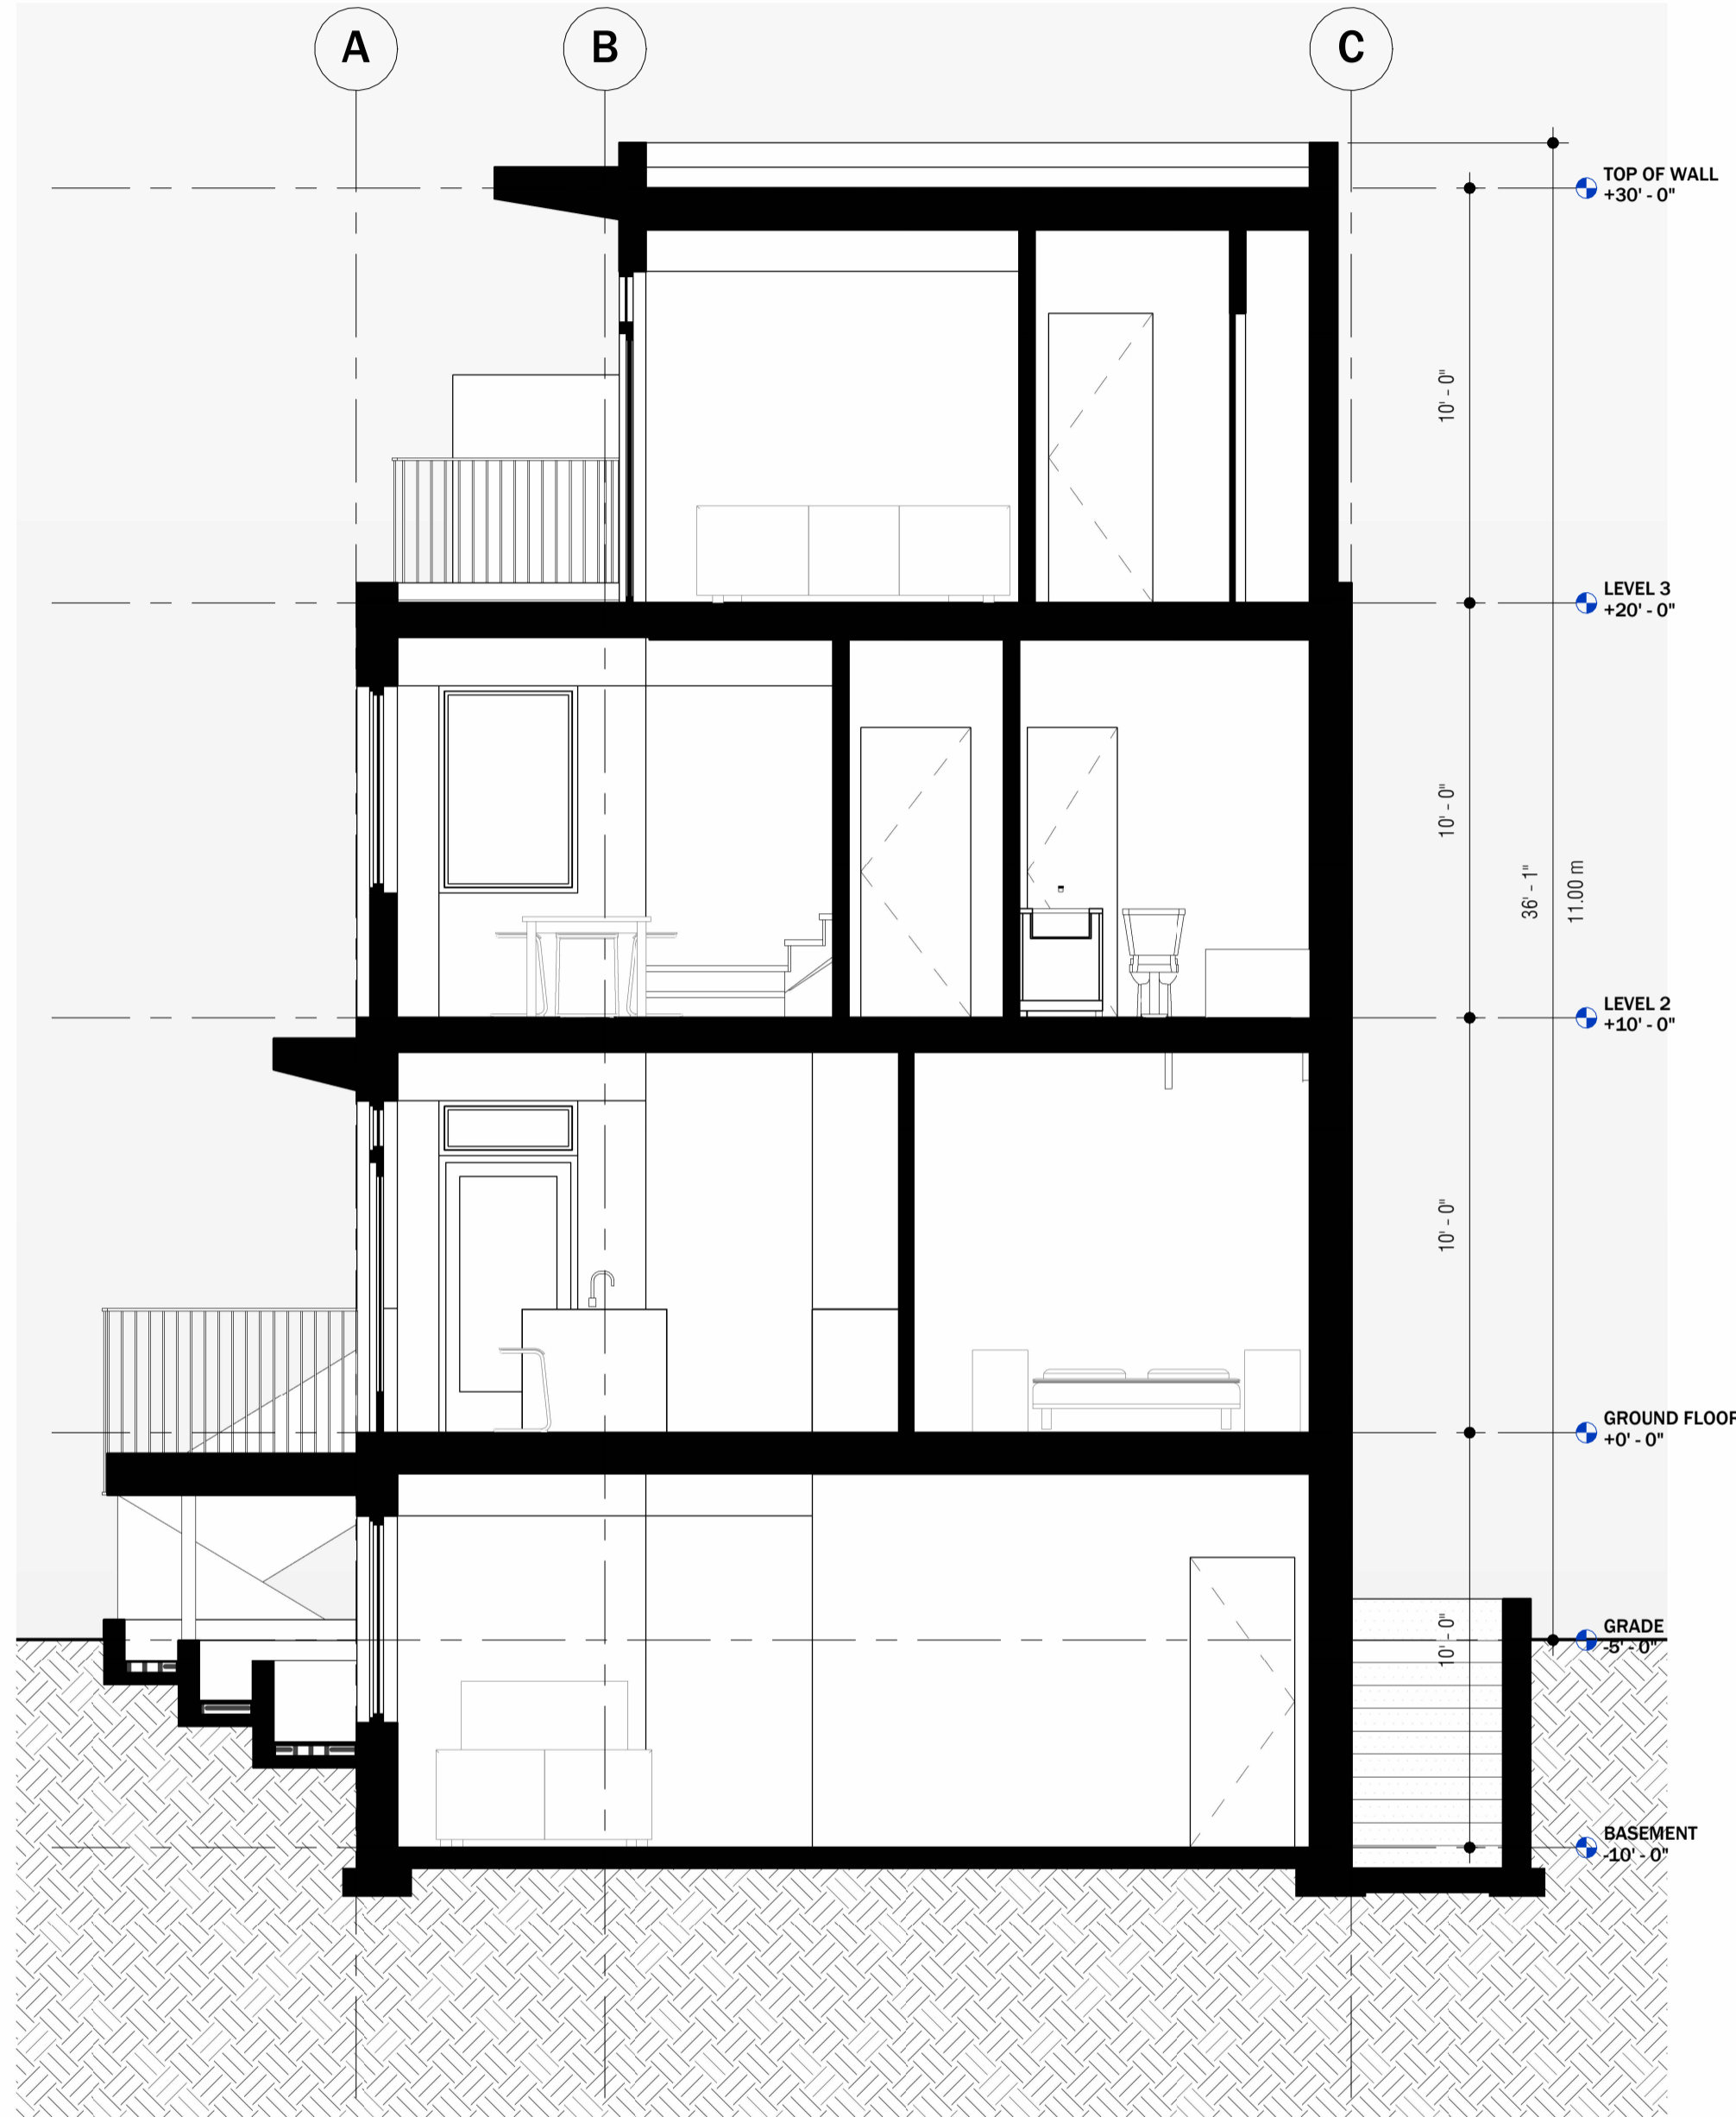 A
B
C
TOP OF WALL
+30' - 0"
10' - 0"
LEVEL 3
+20' - 0"
10' - 0"
36' - 1"
11.00 m
LEVEL 2
+10' - 0"
10' - 0"
GROUND FLOOR
+0' - 0"
10' - 0"
GRADE
-5' - 0"
BASEMENT
-10' - 0"